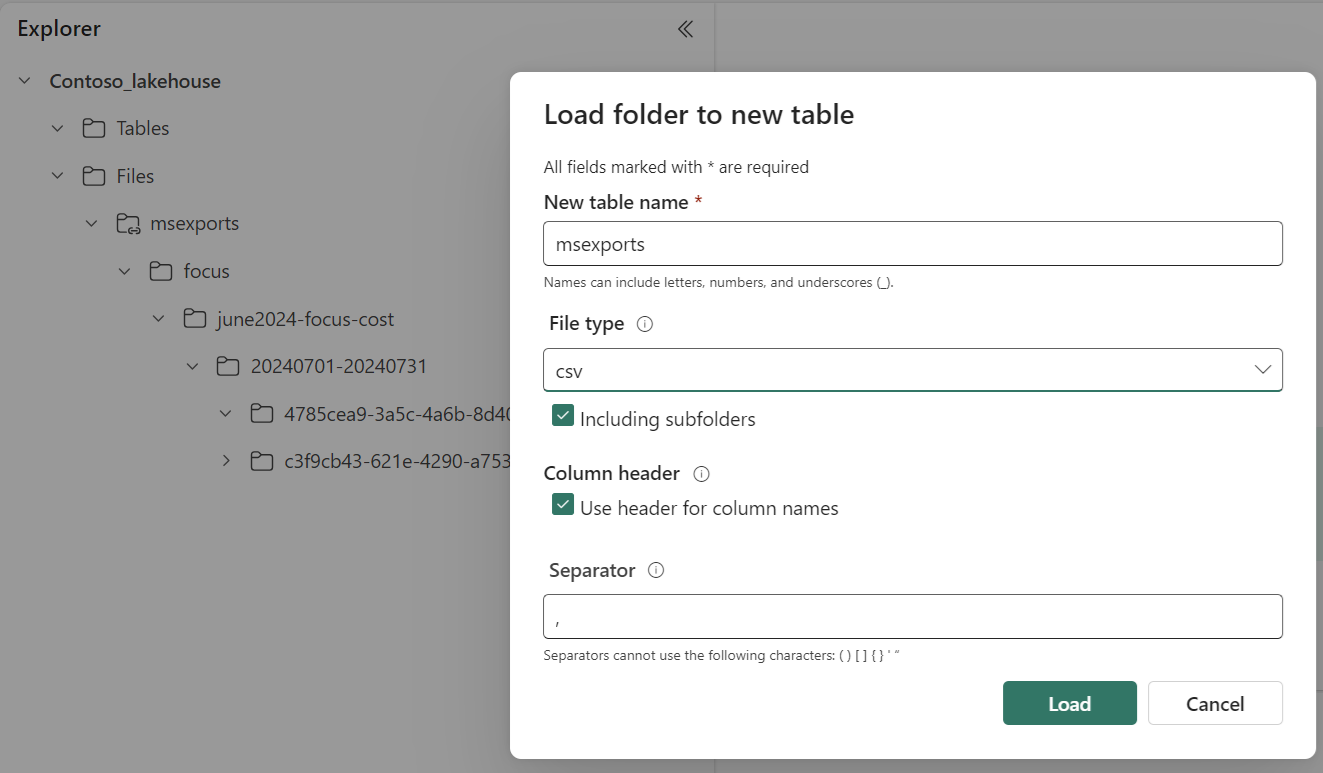 Explorer
Contoso_lakehouse
Tables
Files
msexports
focus
june2024-focus-cost
20240701-20240731
4785cea9-3a5c-4a6b-8d40
c3f9cb43-621e-4290-a753
Load folder to new table
All fields marked with * are required
New table name *
msexports
Names can include letters, numbers, and underscores (_).
File type
csv
Including subfolders
Column header
Use header for column names
Separator
,
Separators cannot use the following characters: ( ) [ ] { } ' "
Load
Cancel